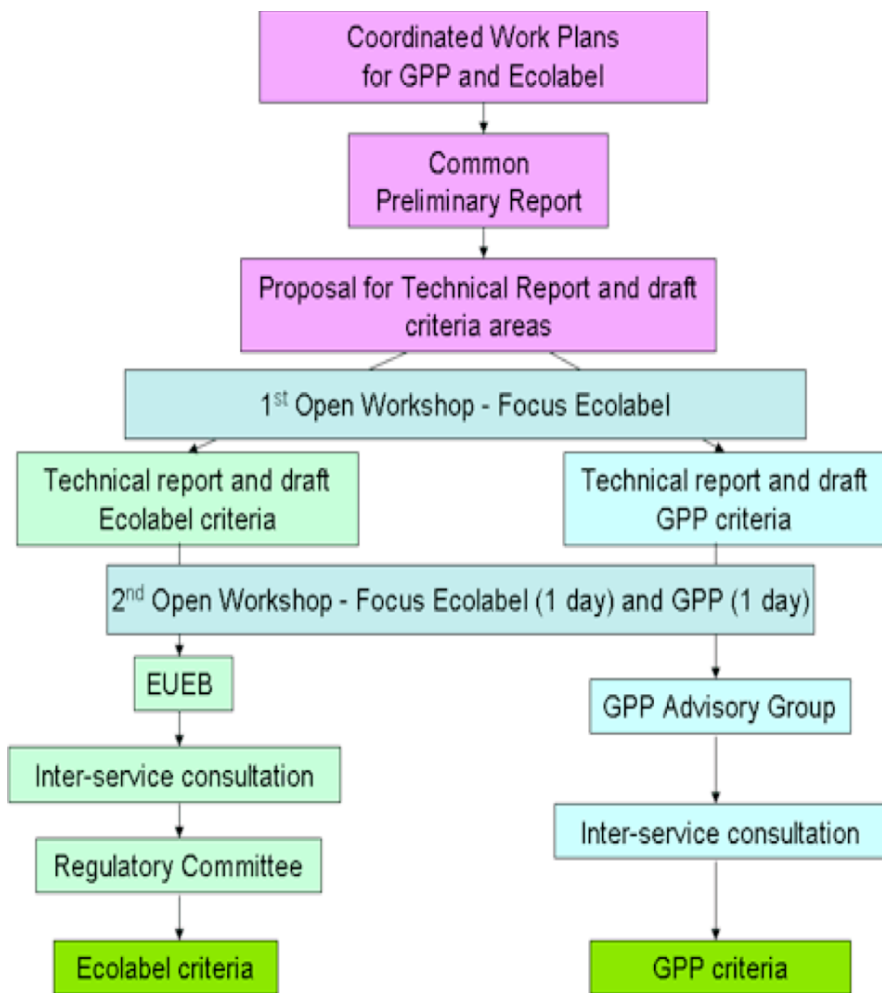 Coordinated Work Plans
for GPP and Ecolabel
Common
Preliminary Report
Proposal for Technical Report and draft
criteria areas
1st Open Workshop - Focus Ecolabel
Technical report and draft
Ecolabel criteria
Technical report and draft
GPP criteria
2nd Open Workshop - Focus Ecolabel (1 day) and GPP (1 day)
EUEB
GPP Advisory Group
Inter-service consultation
Inter-service consultation
Regulatory Committee
Ecolabel criteria
GPP criteria